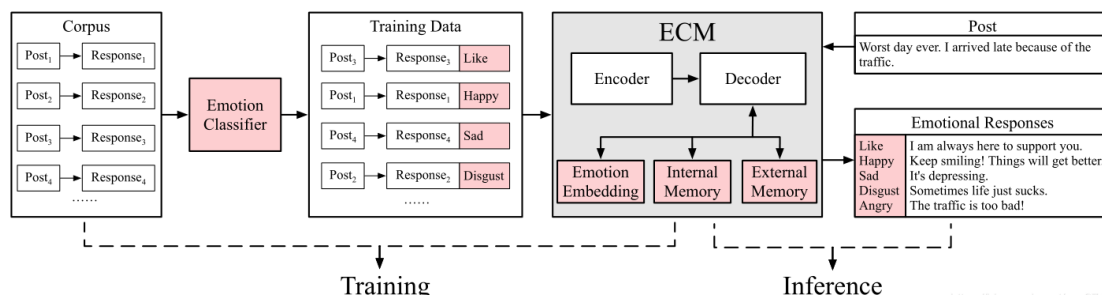 Corpus
Post1
Response1
Post2
Response2
Post3
Response3
Post4
Response4
......
Emotion
Classifier
Training Data
Post3
Response3
Like
Post1
Response1
Happy
Post4
Response4
Sad
Post2
Response2
Disgust
......
ECM
Encoder
Decoder
Emotion
Embedding
Internal
Memory
External
Memory
Post
Worst day ever. I arrived late because of the
traffic.
Emotional Responses
Like I am always here to support you.
Happy Keep smiling! Things will get better.
Sad It's depressing.
Disgust Sometimes life just sucks.
Angry The traffic is too bad!
Training
Inference